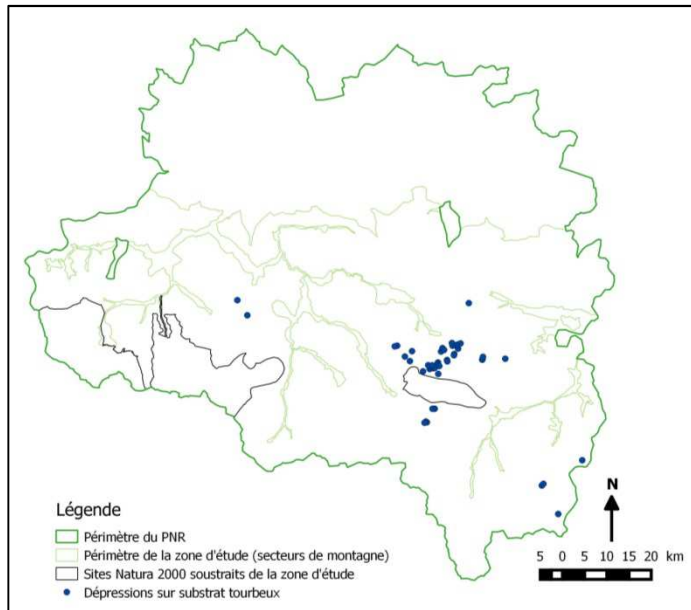 Légende
Périmètre du PNR
Périmètre de la zone d'étude (secteurs de montagne)
Sites Natura 2000 soustraits de la zone d'étude
Dépressions sur substrat tourbeux
N
5 0 5 10 15 20 km